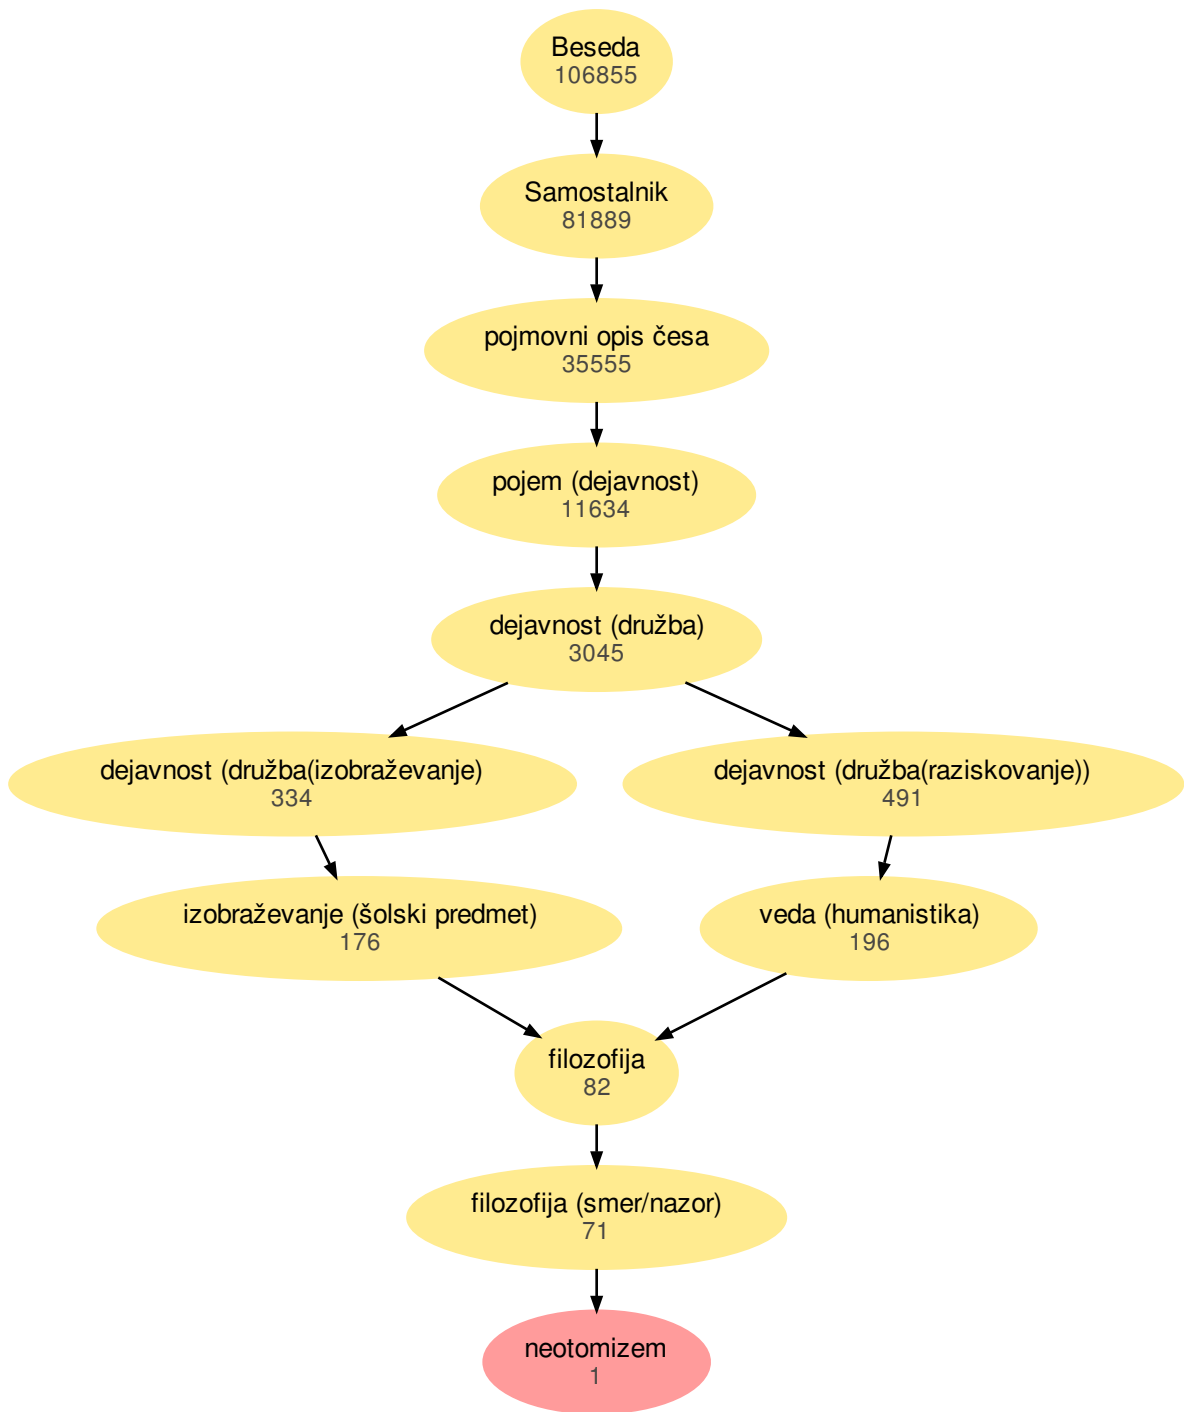 Beseda
106855
Samostalnik
81889
pojmovni opis česa
35555
pojem (dejavnost)
11634
dejavnost (družba)
3045
dejavnost (družba(izobraževanje)
334
dejavnost (družba(raziskovanje))
491
izobraževanje (šolski predmet)
176
veda (humanistika)
196
filozofija
82
filozofija (smer/nazor)
71
neotomizem
1